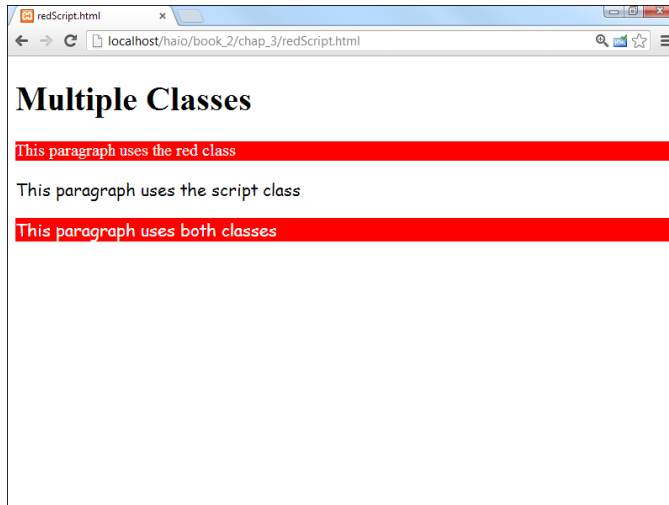 redScript.html
localhost/haio/book_2/chap_3/redScript.html
Multiple Classes
This paragraph uses the red class
This paragraph uses the script class
This paragraph uses both classes